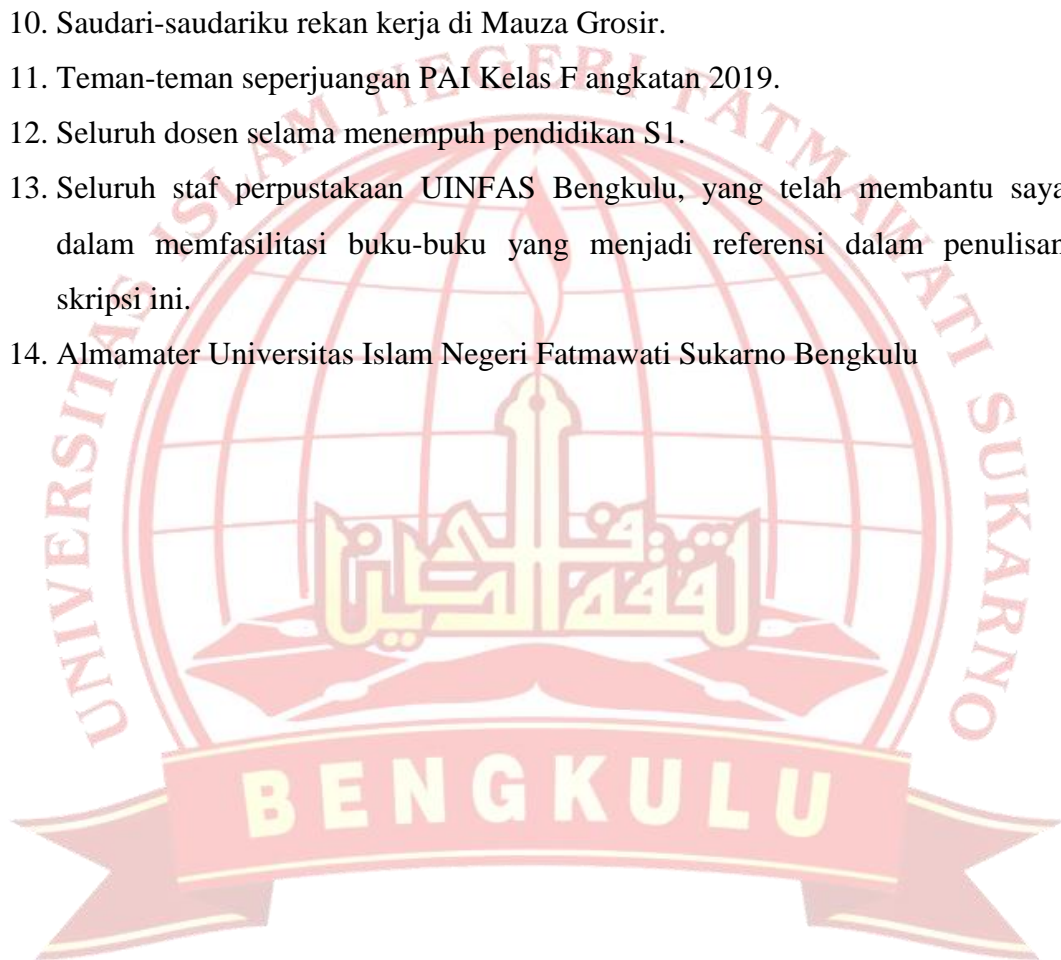 10. Saudari-saudariku rekan kerja di Mauza Grosir.
11. Teman-teman seperjuangan PAI Kelas F angkatan 2019.
12. Seluruh dosen selama menempuh pendidikan S1.
13. Seluruh staf perpustakaan UINFAS Bengkulu, yang telah membantu saya
dalam memfasilitasi buku-buku yang menjadi referensi dalam penulisan
skripsi ini.
14. Almamater Universitas Islam Negeri Fatmawati Sukarno Bengkulu
UNIVERSITAS ISLAM NEGERI FATMAWATI SUKARNO
BENGKULU